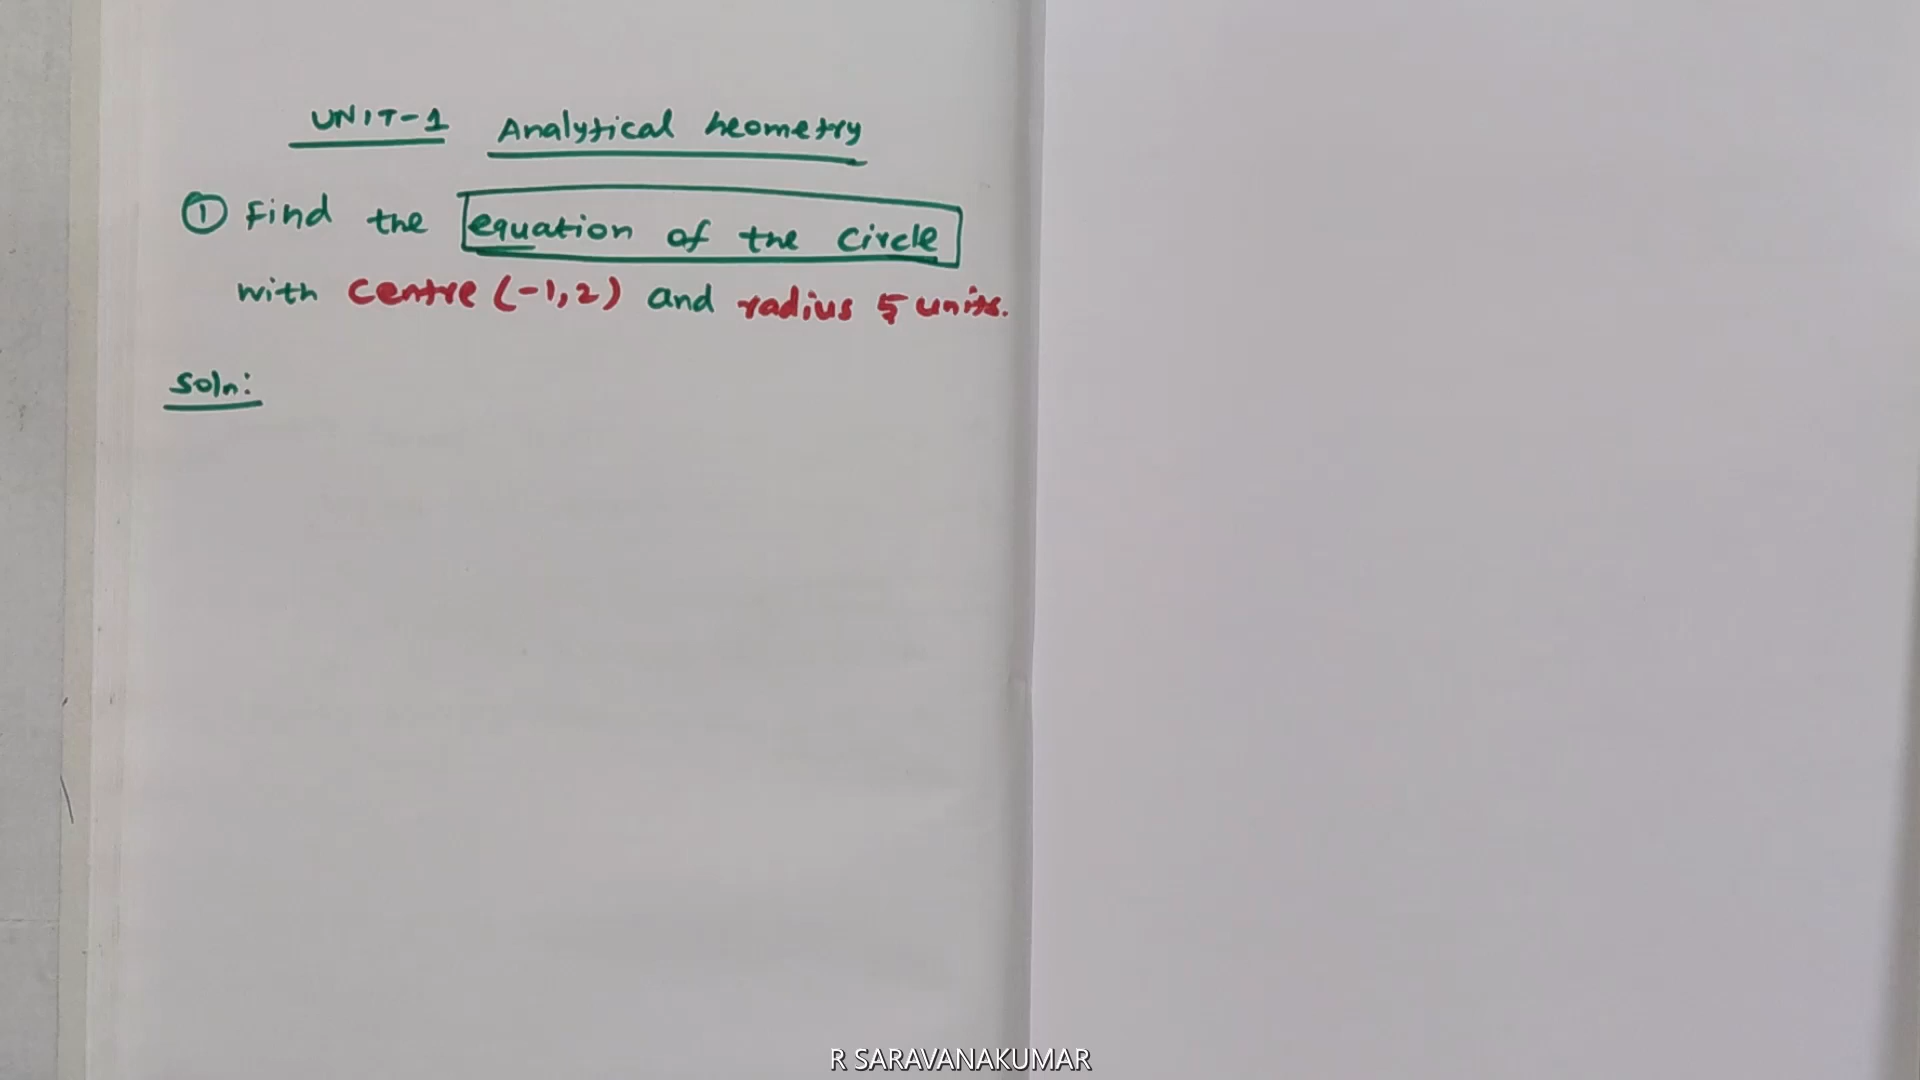 UNIT-1 Analytical Geometry
① Find the equation of the circle
with centre (-1,2) and radius 5 units.
Soln:
R SARAVANAKUMAR